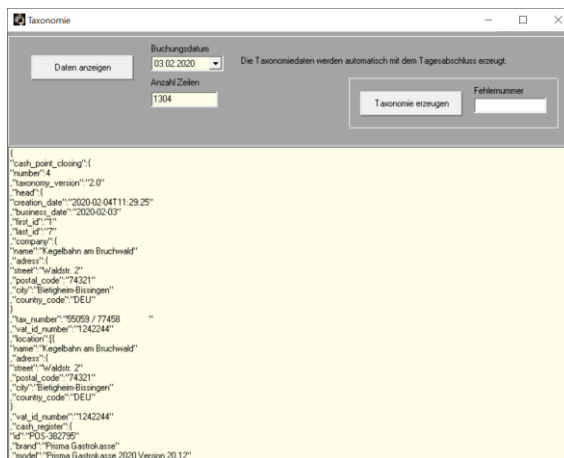 Taxonomie
Daten anzeigen
Buchungsdatum
03.02.2020
Anzahl Zeilen
1304
Die Taxonomiedaten werden automatisch mit dem Tagesabschluss erzeugt.
Taxonomie erzeugen
Fehlernummer
{
"cash_point_closing":{
"number":4
,"taxonomy_version":"2.0"
,"head":{
"creation_date":"2020-02-04T11:29:25"
,"business_date":"2020-02-03"
,"first_id":"1"
,"last_id":"7"
,"company":{
"name":"Kegelbahn am Bruchwald"
,"adress":{
"street":"Waldstr. 2"
,"postal_code":"74321"
,"city":"Bietigheim-Bissingen"
,"country_code":"DEU"
}
,"tax_number":"55059 / 77458 "
,"vat_id_number":"1242244"
,"location":[{
"name":"Kegelbahn am Bruchwald"
,"adress":{
"street":"Waldstr. 2"
,"postal_code":"74321"
,"city":"Bietigheim-Bissingen"
,"country_code":"DEU"
}
,"vat_id_number":"1242244"
,"cash_register":{
"id":"POS-382795"
,"brand":"Prisma Gastrokasse"
,"model":"Prisma Gastrokasse 2020 Version 20.12"